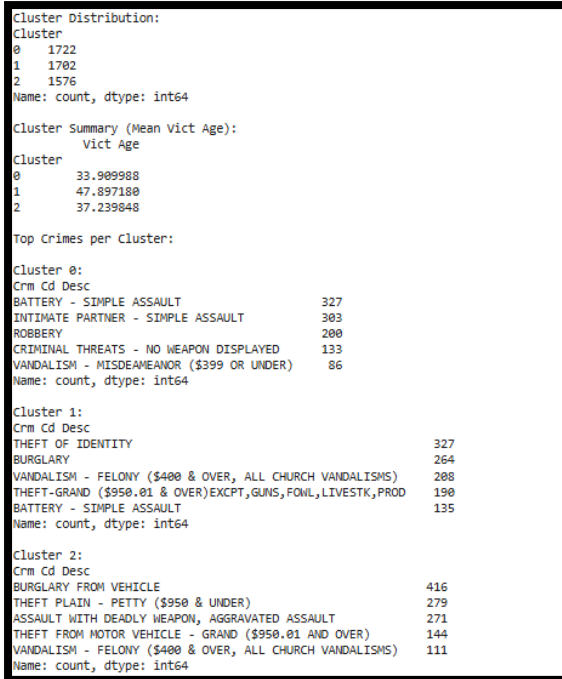 Cluster Distribution:
Cluster
0    1722
1    1702
2    1576
Name: count, dtype: int64
Cluster Summary (Mean Vict Age):
Vict Age
Cluster
0    33.909988
1    47.897180
2    37.239848
Top Crimes per Cluster:
Cluster 0:
Crm Cd Desc
BATTERY - SIMPLE ASSAULT    327
INTIMATE PARTNER - SIMPLE ASSAULT    303
ROBBERY    200
CRIMINAL THREATS - NO WEAPON DISPLAYED    133
VANDALISM - MISDEAMEANOR ($399 OR UNDER)    86
Name: count, dtype: int64
Cluster 1:
Crm Cd Desc
THEFT OF IDENTITY    327
BURGLARY    264
VANDALISM - FELONY ($400 & OVER, ALL CHURCH VANDALISMS)    208
THEFT-GRAND ($950.01 & OVER)EXCPT,GUNS,FOWL,LIVESTK,PROD    190
BATTERY - SIMPLE ASSAULT    135
Name: count, dtype: int64
Cluster 2:
Crm Cd Desc
BURGLARY FROM VEHICLE    416
THEFT PLAIN - PETTY ($950 & UNDER)    279
ASSAULT WITH DEADLY WEAPON, AGGRAVATED ASSAULT    271
THEFT FROM MOTOR VEHICLE - GRAND ($950.01 AND OVER)    144
VANDALISM - FELONY ($400 & OVER, ALL CHURCH VANDALISMS)    111
Name: count, dtype: int64